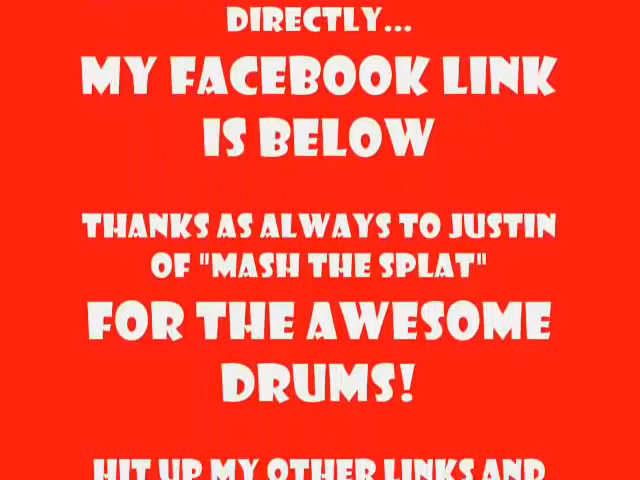 DIRECTLY...
MY FACEBOOK LINK
IS BELOW
THANKS AS ALWAYS TO JUSTIN
OF "MASH THE SPLAT"
FOR THE AWESOME
DRUMS!
HIT UP MY OTHER LINKS AND